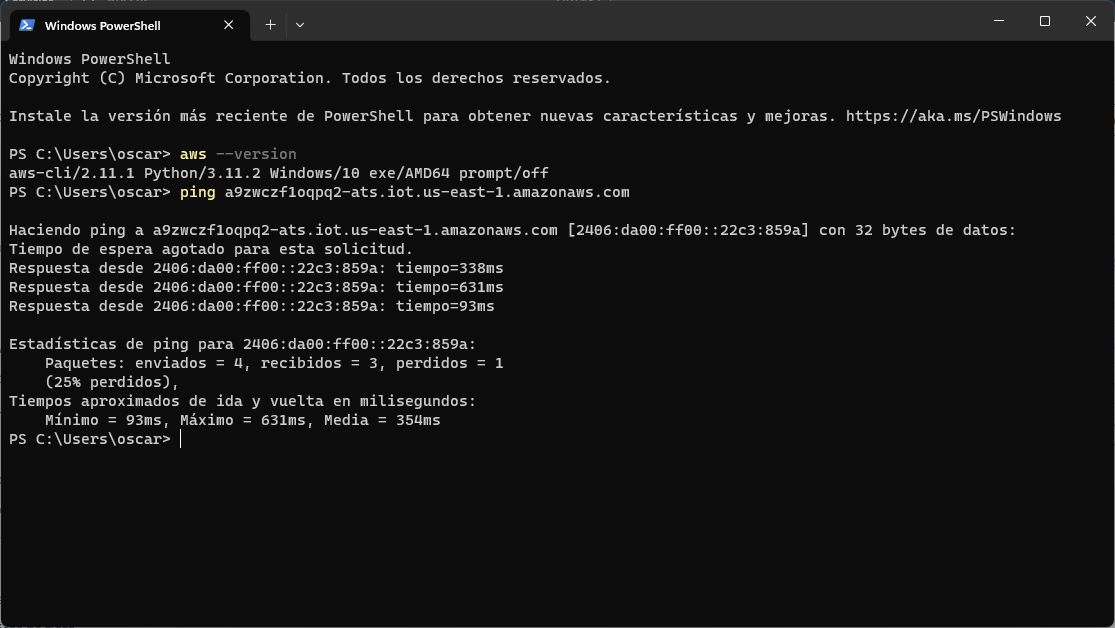 Windows PowerShell
Windows PowerShell
Copyright (C) Microsoft Corporation. Todos los derechos reservados.
Instale la versión más reciente de PowerShell para obtener nuevas características y mejoras. https://aka.ms/PSWindows
PS C:\Users\oscar> aws --version
aws-cli/2.11.1 Python/3.11.2 Windows/10 exe/AMD64 prompt/off
PS C:\Users\oscar> ping a9zwczf1oqpq2-ats.iot.us-east-1.amazonaws.com
Haciendo ping a a9zwczf1oqpq2-ats.iot.us-east-1.amazonaws.com [2406:da00:ff00::22c3:859a] con 32 bytes de datos:
Tiempo de espera agotado para esta solicitud.
Respuesta desde 2406:da00:ff00::22c3:859a: tiempo=338ms
Respuesta desde 2406:da00:ff00::22c3:859a: tiempo=631ms
Respuesta desde 2406:da00:ff00::22c3:859a: tiempo=93ms
Estadísticas de ping para 2406:da00:ff00::22c3:859a:
Paquetes: enviados = 4, recibidos = 3, perdidos = 1
(25% perdidos),
Tiempos aproximados de ida y vuelta en milisegundos:
Mínimo = 93ms, Máximo = 631ms, Media = 354ms
PS C:\Users\oscar>